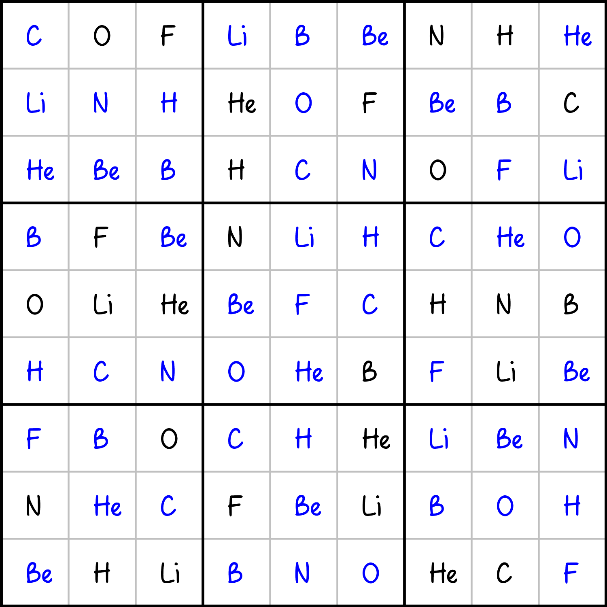 C O F Li B Be N H He
Li N H He O F Be B C
He Be B H C N O F Li
B F Be N Li H C He O
O Li He Be F C H N B
H C N O He B F Li Be
F B O C H He Li Be N
N He C F Be Li B O H
Be H Li B N O He C F